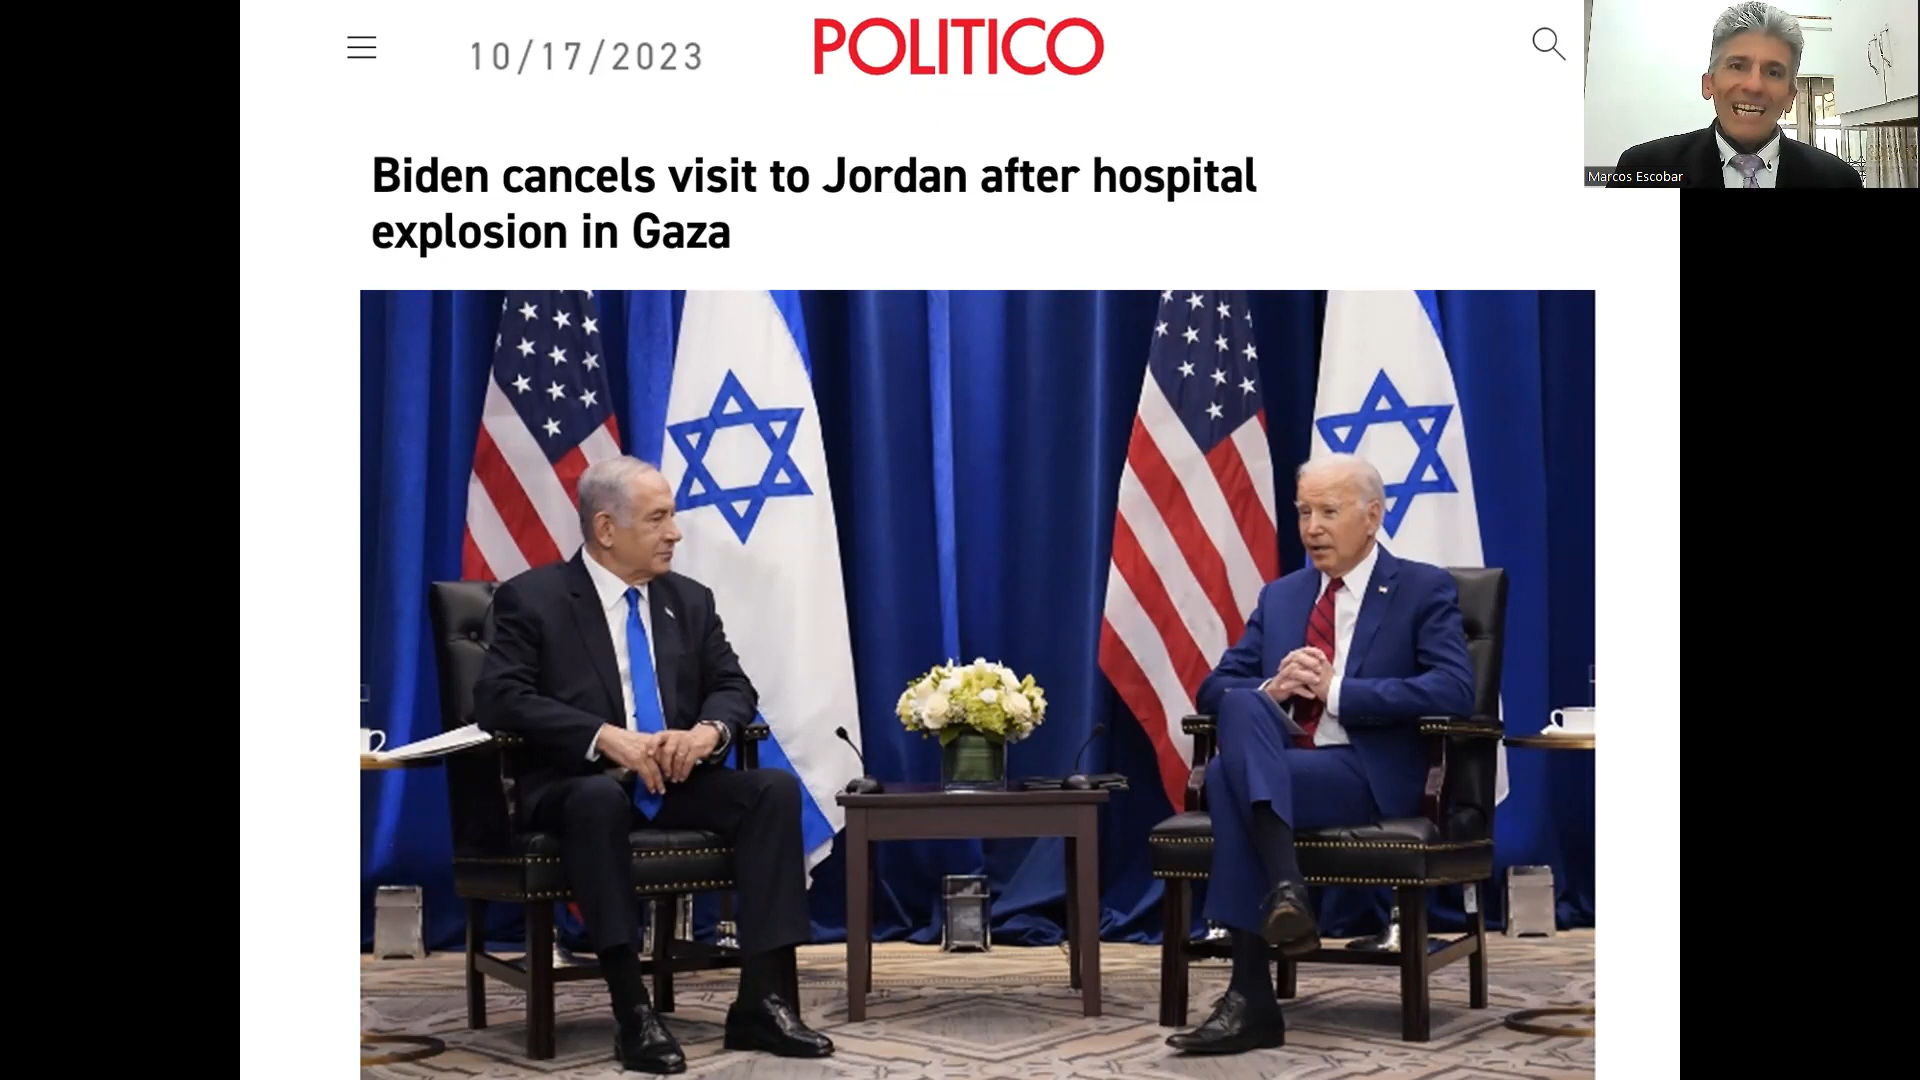 10/17/2023
POLITICO
Marcos Escobar
Biden cancels visit to Jordan after hospital
explosion in Gaza